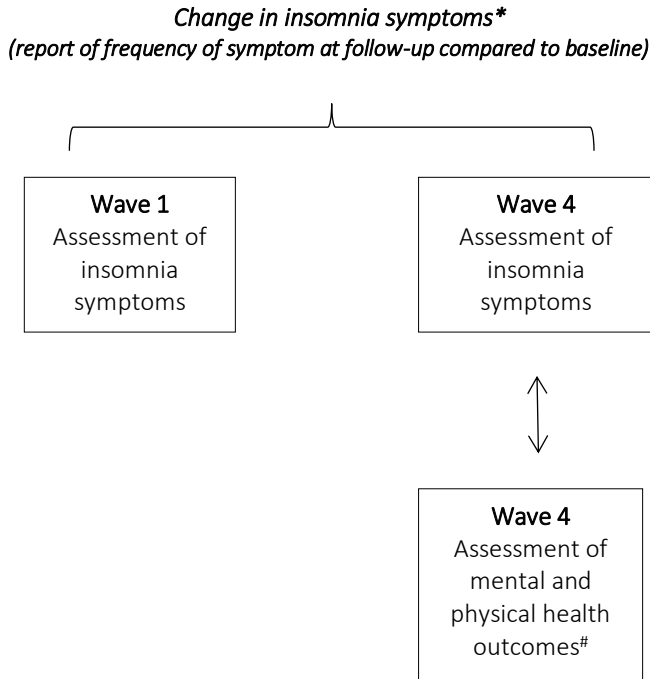 Change in insomnia symptoms*
(report of frequency of symptom at follow-up compared to baseline)
Wave 1
Assessment of
insomnia
symptoms
Wave 4
Assessment of
insomnia
symptoms
Wave 4
Assessment of
mental and
physical health
outcomes#